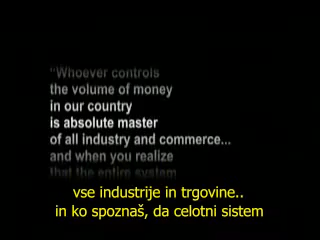 "Whoever controls
the volume of money
in our country
is absolute master
of all industry and commerce...
and when you realize
that the entire system
vse industrije in trgovine..
in ko spoznaš, da celotni sistem